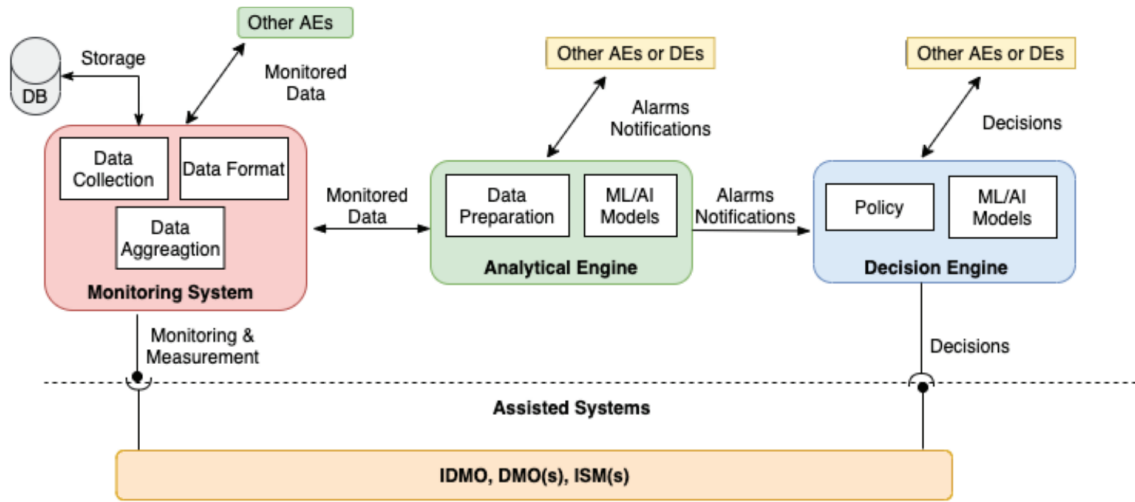 Other AEs
Storage
DB
Monitored
Data
Other AEs or DEs
Other AEs or DEs
Alarms
Notifications
Decisions
Data
Collection
Data Format
Data
Aggreagtion
Monitoring System
Monitored
Data
Data
Preparation
ML/AI
Models
Analytical Engine
Alarms
Notifications
Policy
ML/AI
Models
Decision Engine
Monitoring &
Measurement
Decisions
Assisted Systems
IDMO, DMO(s), ISM(s)